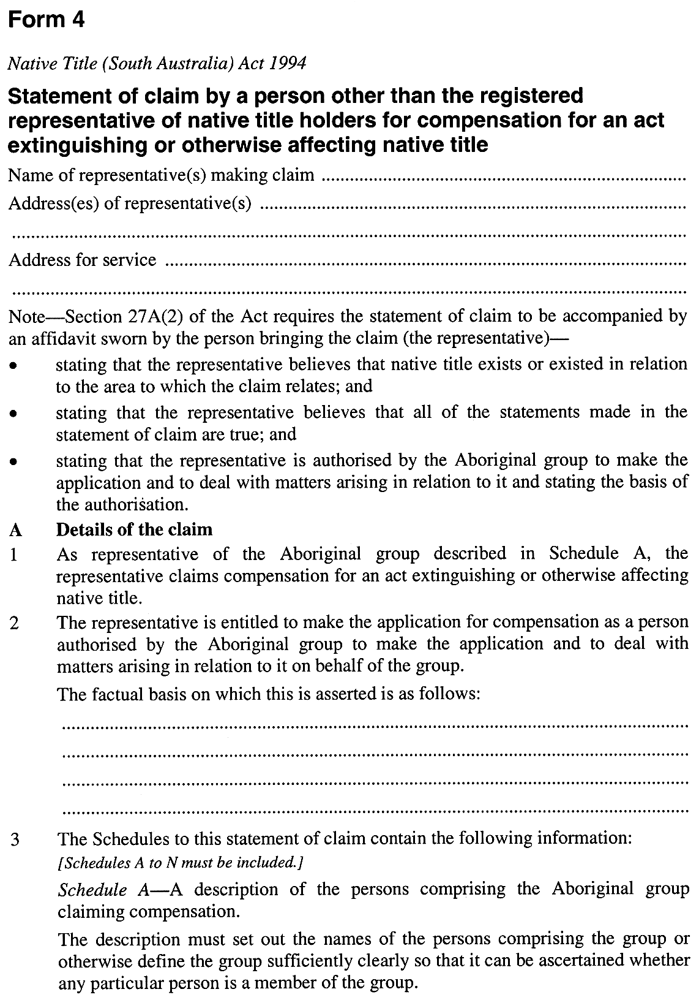 Form 4
Native Title (South Australia) Act 1994
Statement of claim by a person other than the registered
representative of native title holders for compensation for an act
extinguishing or otherwise affecting native title
Name of representative(s) making claim ................................................................................
Address(es) of representative(s) ................................................................................
................................................................................
Address for service ................................................................................
................................................................................
Note—Section 27A(2) of the Act requires the statement of claim to be accompanied by
an affidavit sworn by the person bringing the claim (the representative)—
• stating that the representative believes that native title exists or existed in relation
to the area to which the claim relates; and
• stating that the representative believes that all of the statements made in the
statement of claim are true; and
• stating that the representative is authorised by the Aboriginal group to make the
application and to deal with matters arising in relation to it and stating the basis of
the authorisation.
A Details of the claim
1 As representative of the Aboriginal group described in Schedule A, the
representative claims compensation for an act extinguishing or otherwise affecting
native title.
2 The representative is entitled to make the application for compensation as a person
authorised by the Aboriginal group to make the application and to deal with
matters arising in relation to it on behalf of the group.
The factual basis on which this is asserted is as follows:
................................................................................
................................................................................
................................................................................
................................................................................
3 The Schedules to this statement of claim contain the following information:
[Schedules A to N must be included.]
Schedule A—A description of the persons comprising the Aboriginal group
claiming compensation.
The description must set out the names of the persons comprising the group or
otherwise define the group sufficiently clearly so that it can be ascertained whether
any particular person is a member of the group.